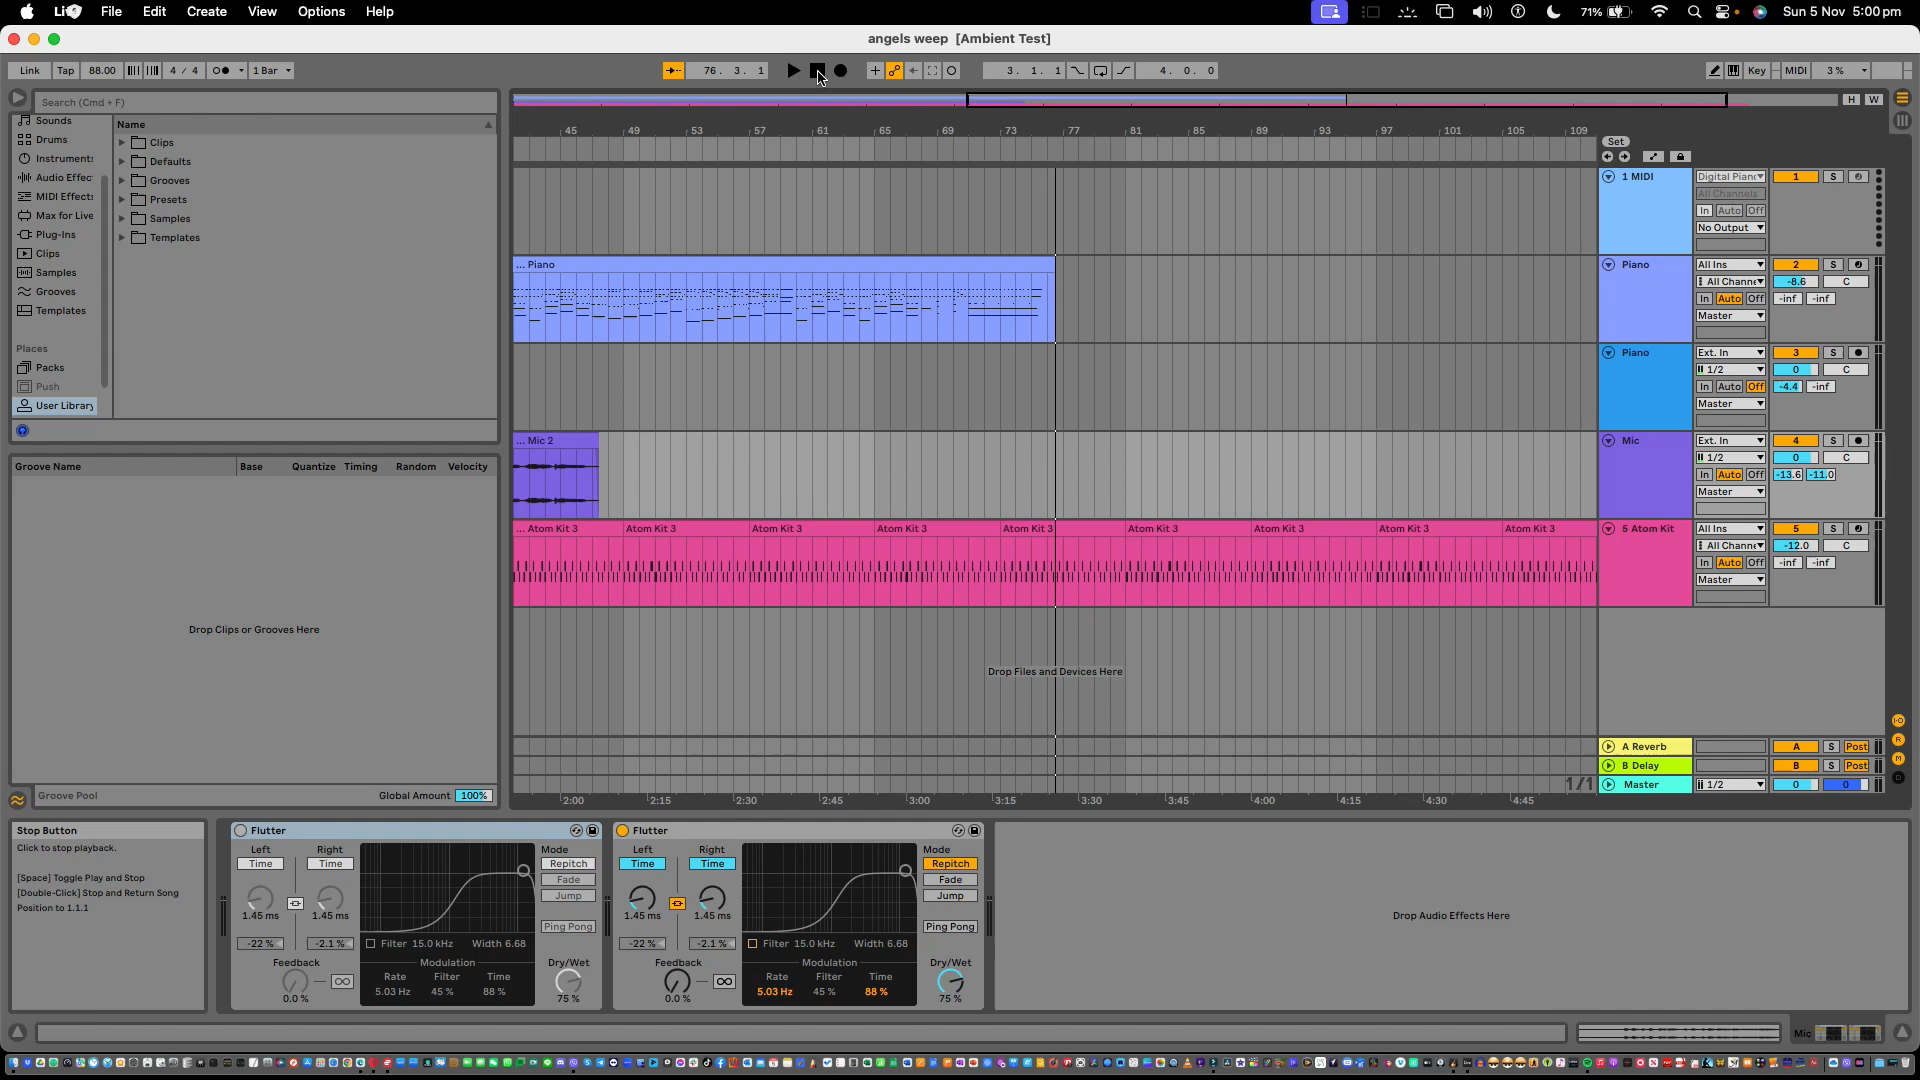 Live File Edit Create View Options Help 71% Sun 5 Nov 5:00 pm
angels weep [Ambient Test]
Link Tap 88.00 4 / 4 1 Bar 76. 3. 1 3. 1. 1 4. 0. 0 Key MIDI 3 %
Search (Cmd + F)
H W
Sounds
Drums
Instruments
Audio Effec
MIDI Effects
Max for Live
Plug-Ins
Clips
Samples
Grooves
Templates
Places
Packs
Push
User Library
Name
Clips
Defaults
Grooves
Presets
Samples
Templates
45 49 53 57 61 65 69 73 77 81 85 89 93 97 101 105 109
Set
1 MIDI Digital Piano 1 S
All Channels
In Auto Off
No Output
... Piano
Piano All Ins 2 S
All Channe -8.6 C
In Auto Off -inf -inf
Master
Piano Ext. In 3 S
1/2 0 C
In Auto Off -4.4 -inf
Master
... Mic 2
Mic Ext. In 4 S
1/2 0 C
In Auto Off -13.6 -11.0
Master
... Atom Kit 3 Atom Kit 3 Atom Kit 3 Atom Kit 3 Atom Kit 3 Atom Kit 3 Atom Kit 3 Atom Kit 3 Atom Kit 3
5 Atom Kit All Ins 5 S
All Channe -12.0 C
In Auto Off -inf -inf
Master
Drop Files and Devices Here
A Reverb A S Post
B Delay B S Post
1/1 Master 1/2 0 0
2:00 2:15 2:30 2:45 3:00 3:15 3:30 3:45 4:00 4:15 4:30 4:45
Groove Name Base Quantize Timing Random Velocity
Drop Clips or Grooves Here
Groove Pool Global Amount 100%
Stop Button
Click to stop playback.
[Space] Toggle Play and Stop
[Double-Click] Stop and Return Song
Position to 1.1.1
Flutter
Left Right Mode
Time Time Repitch
Fade
Jump
1.45 ms 1.45 ms
Ping Pong
-22 % -2.1 % Filter 15.0 kHz Width 6.68
Feedback Modulation Dry/Wet
Rate Filter Time
5.03 Hz 45 % 88 %
0.0 % 75 %
Flutter
Left Right Mode
Time Time Repitch
Fade
Jump
1.45 ms 1.45 ms
Ping Pong
-22 % -2.1 % Filter 15.0 kHz Width 6.68
Feedback Modulation Dry/Wet
Rate Filter Time
5.03 Hz 45 % 88 %
0.0 % 75 %
Drop Audio Effects Here
Mic